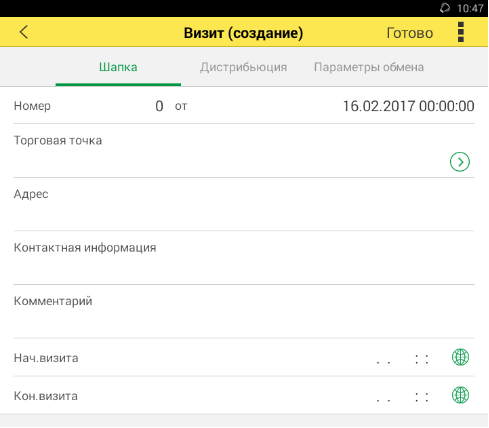 10:47
Визит (создание) Готово
Шапка Дистрибьюция Параметры обмена
Номер 0 от 16.02.2017 00:00:00
Торговая точка
Адрес
Контактная информация
Комментарий
Нач.визита . . : :
Кон.визита . . : :